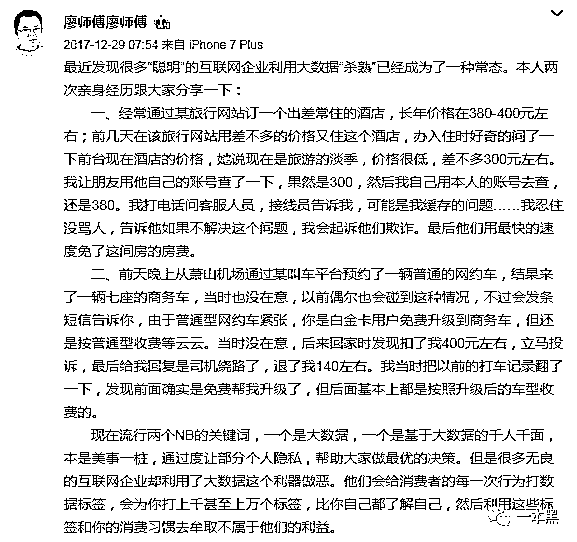 廖师傅廖师傅
2017-12-29 07:54 来自 iPhone 7 Plus
最近发现很多“聪明”的互联网企业利用大数据“杀熟”已经成为了一种常态。本人两
次亲身经历跟大家分享一下：
一、经常通过某旅行网站订一个出差常住的酒店，长年价格在380-400元左
右；前几天在该旅行网站用差不多的价格又住这个酒店，办入住时好奇的问了一
下前台现在酒店的价格，她说现在是旅游的淡季，价格很低，差不多300元左右。
我让朋友用他自己的账号查了一下，果然是300，然后我自己用本人的账号去查，
还是380。我打电话问客服人员，接线员告诉我，可能是我缓存的问题……我忍住
没骂人，告诉他如果不解决这个问题，我会起诉他们欺诈。最后他们用最快的速
度免了这间房的房费。
二、前天晚上从萧山机场通过某叫车平台预约了一辆普通的网约车，结果来
了一辆七座的商务车，当时也不在意，以前偶尔也会碰到这种情况，不过会发条
短信告诉你，由于普通型网约车紧张，你是白金卡用户免费升级到商务车，但还
是按普通型收费等云云。当时没在意，后来回家时发现扣了我400元左右，立马投
诉，最后给我回复是司机绕路了，退了我140左右。我当时把以前的打车记录翻了
一下，发现前面确实是免费帮我升级了，但后面基本上都是按照升级后的车型收
费的。
现在流行两个NB的关键词，一个是大数据，一个是基于大数据的千人千面，
本是美事一桩，通过度让部分个人隐私，帮助大家做最优的决策。但是很多无良
的互联网企业却利用了大数据这个利器做恶。他们会给消费者的每一次行为打数
据标签，会为你打上千甚至上万个标签，比你自己都了解自己，然后利用这些标
签和你的消费习惯去牟取不属于他们的利益。
一本黑